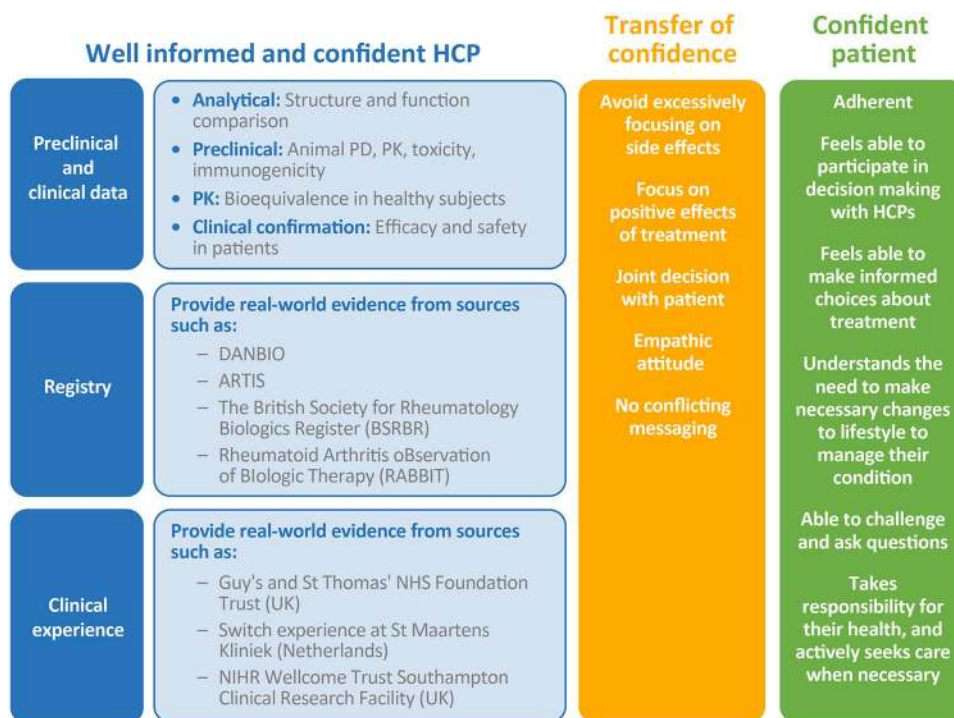 Well informed and confident HCP
Transfer of
confidence
Confident
patient
Preclinical
and
clinical data
• Analytical: Structure and function
comparison
• Preclinical: Animal PD, PK, toxicity,
immunogenicity
• PK: Bioequivalence in healthy subjects
• Clinical confirmation: Efficacy and safety
in patients
Registry
Provide real-world evidence from sources
such as:
– DANBIO
– ARTIS
– The British Society for Rheumatology
Biologics Register (BSRBR)
– Rheumatoid Arthritis oBservation
of BIologic Therapy (RABBIT)
Clinical
experience
Provide real-world evidence from sources
such as:
– Guy's and St Thomas' NHS Foundation
Trust (UK)
– Switch experience at St Maartens
Kliniek (Netherlands)
– NIHR Wellcome Trust Southampton
Clinical Research Facility (UK)
Avoid excessively
focusing on
side effects
Focus on
positive effects
of treatment
Joint decision
with patient
Empathic
attitude
No conflicting
messaging
Adherent
Feels able to
participate in
decision making
with HCPs
Feels able to
make informed
choices about
treatment
Understands the
need to make
necessary changes
to lifestyle to
manage their
condition
Able to challenge
and ask questions
Takes
responsibility for
their health, and
actively seeks care
when necessary